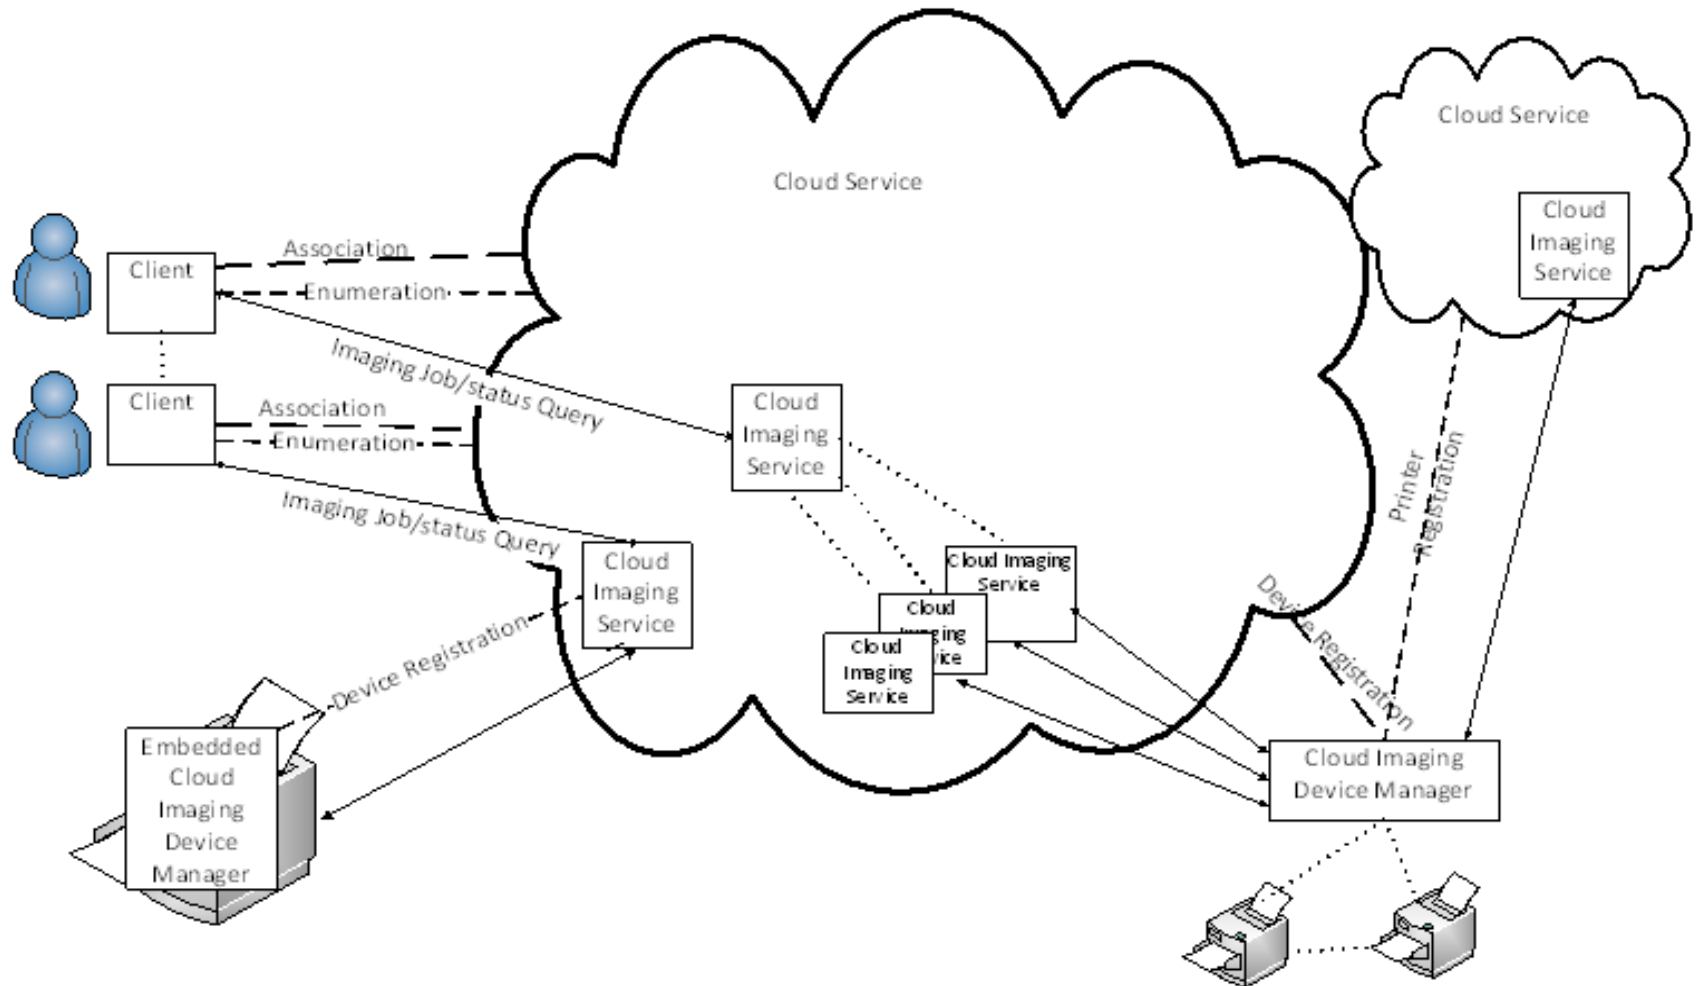 Cloud Service
Cloud
Imaging
Service
Cloud Service
Client
Association
Enumeration
Imaging Job/status Query
Client
Association
Enumeration
Imaging Job/status Query
Cloud
Imaging
Service
Cloud
Imaging
Service
Cloud Imaging
Service
Cloud
Imaging
Service
Cloud
Imaging
Service
Device Registration
Printer
Registration
Device Registration
Embedded
Cloud
Imaging
Device
Manager
Cloud Imaging
Device Manager